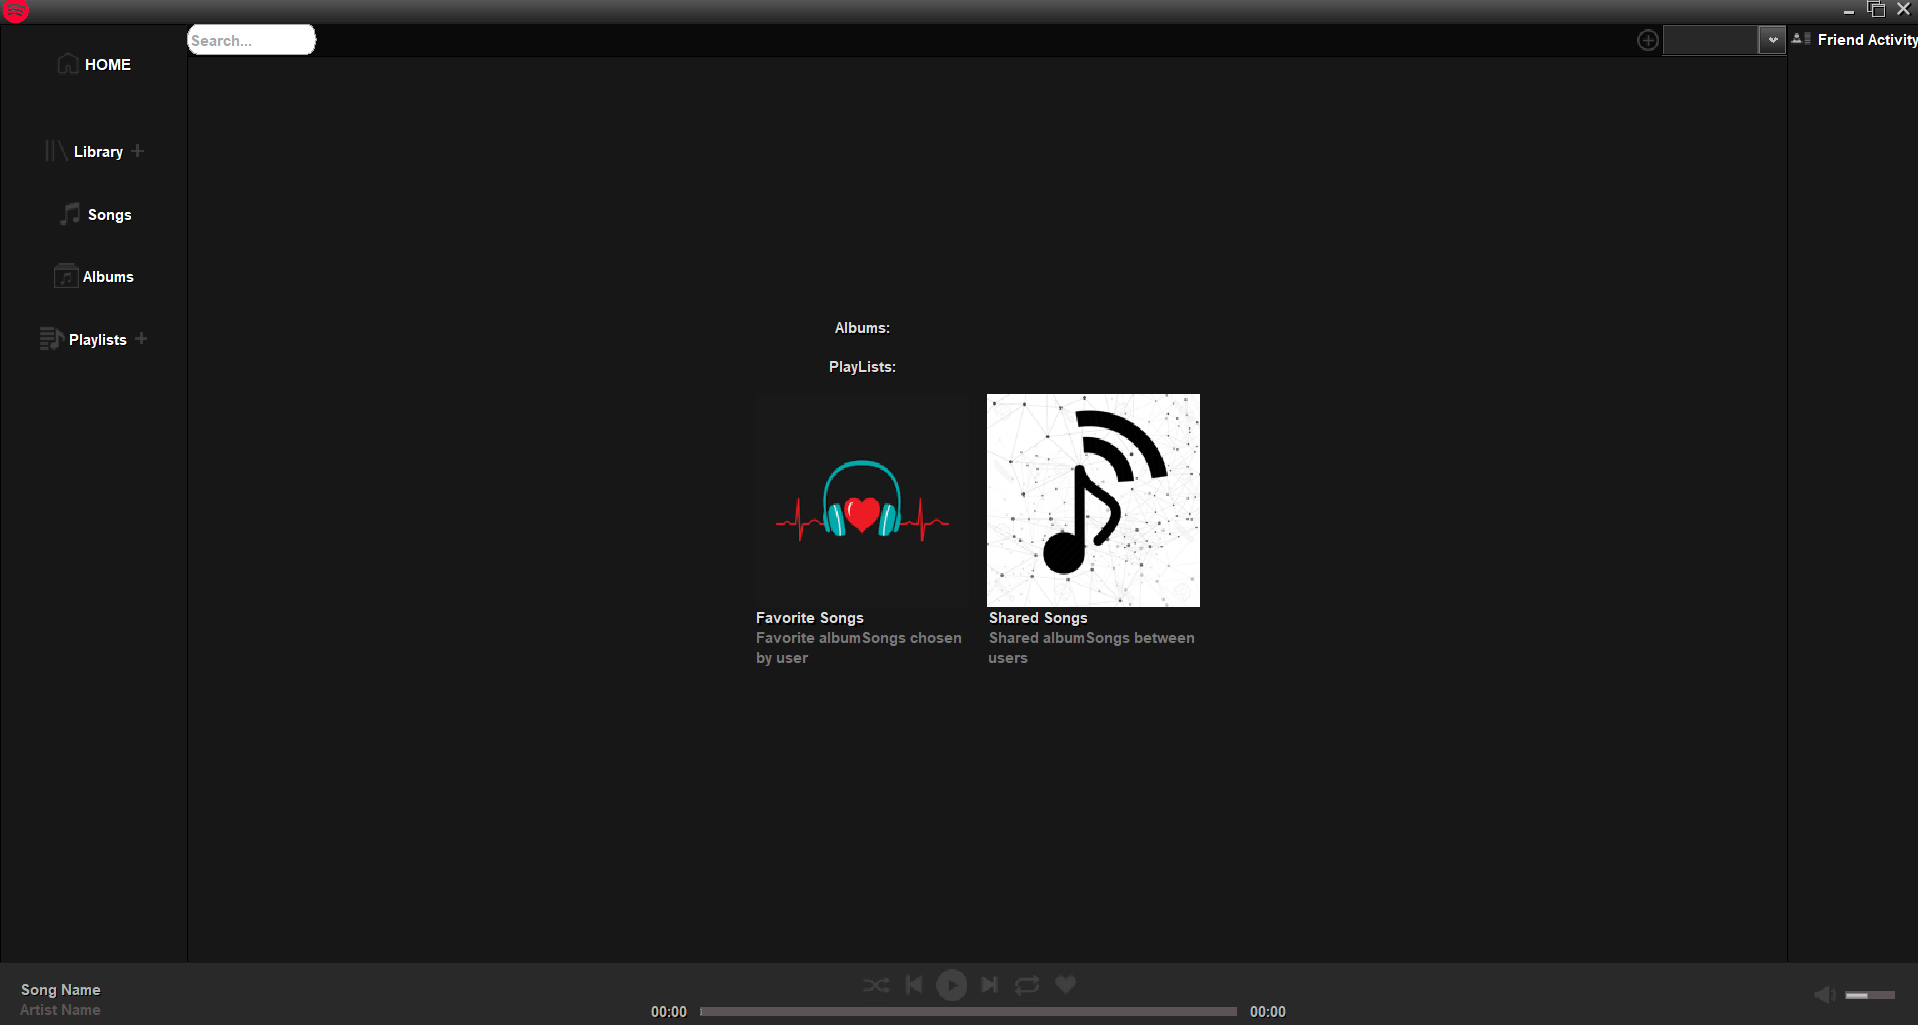 Search...
Friend Activity
HOME
Library
Songs
Albums
Playlists
Albums:
PlayLists:
Favorite Songs
Favorite albumSongs chosen
by user
Shared Songs
Shared albumSongs between
users
Song Name
Artist Name
00:00
00:00